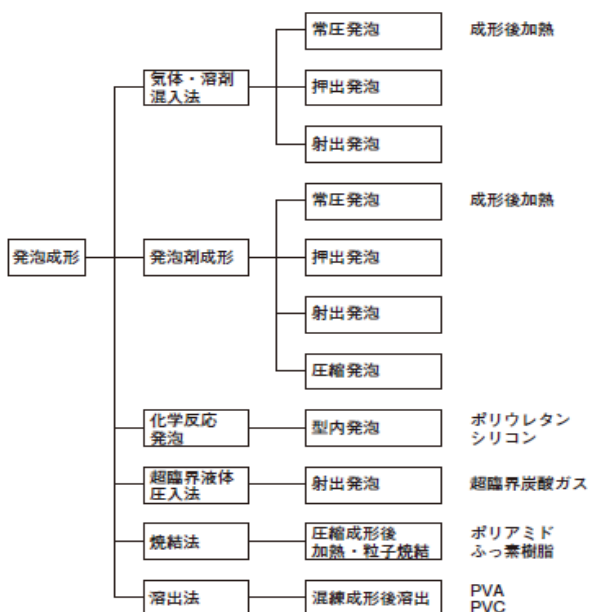 常圧発泡 成形後加熱
気体・溶剤
混入法
押出発泡
射出発泡
常圧発泡 成形後加熱
発泡成形
発泡剤成形
押出発泡
射出発泡
圧縮発泡
化学反応
発泡
型内発泡
ポリウレタン
シリコン
超臨界液体
圧入法
射出発泡
超臨界炭酸ガス
焼結法
圧縮成形後
加熱・粒子焼結
ポリアミド
ふっ素樹脂
溶出法
混練成形後溶出
PVA
PVC